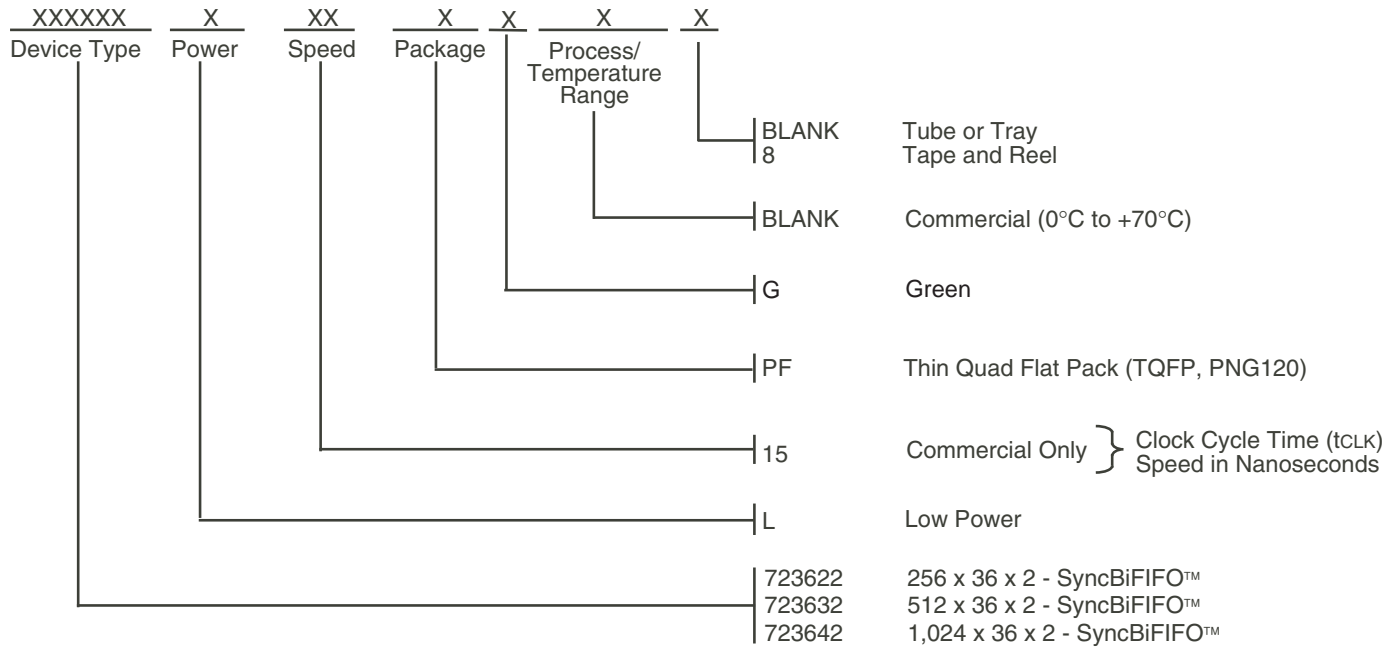 XXXXXX X XX X X X X
Device Type Power Speed Package Process/
Temperature
Range
BLANK Tube or Tray
8 Tape and Reel
BLANK Commercial (0°C to +70°C)
G Green
PF Thin Quad Flat Pack (TQFP, PNG120)
15 Commercial Only } Clock Cycle Time (tCLK)
Speed in Nanoseconds
L Low Power
723622 256 x 36 x 2 - SyncBiFIFO™
723632 512 x 36 x 2 - SyncBiFIFO™
723642 1,024 x 36 x 2 - SyncBiFIFO™